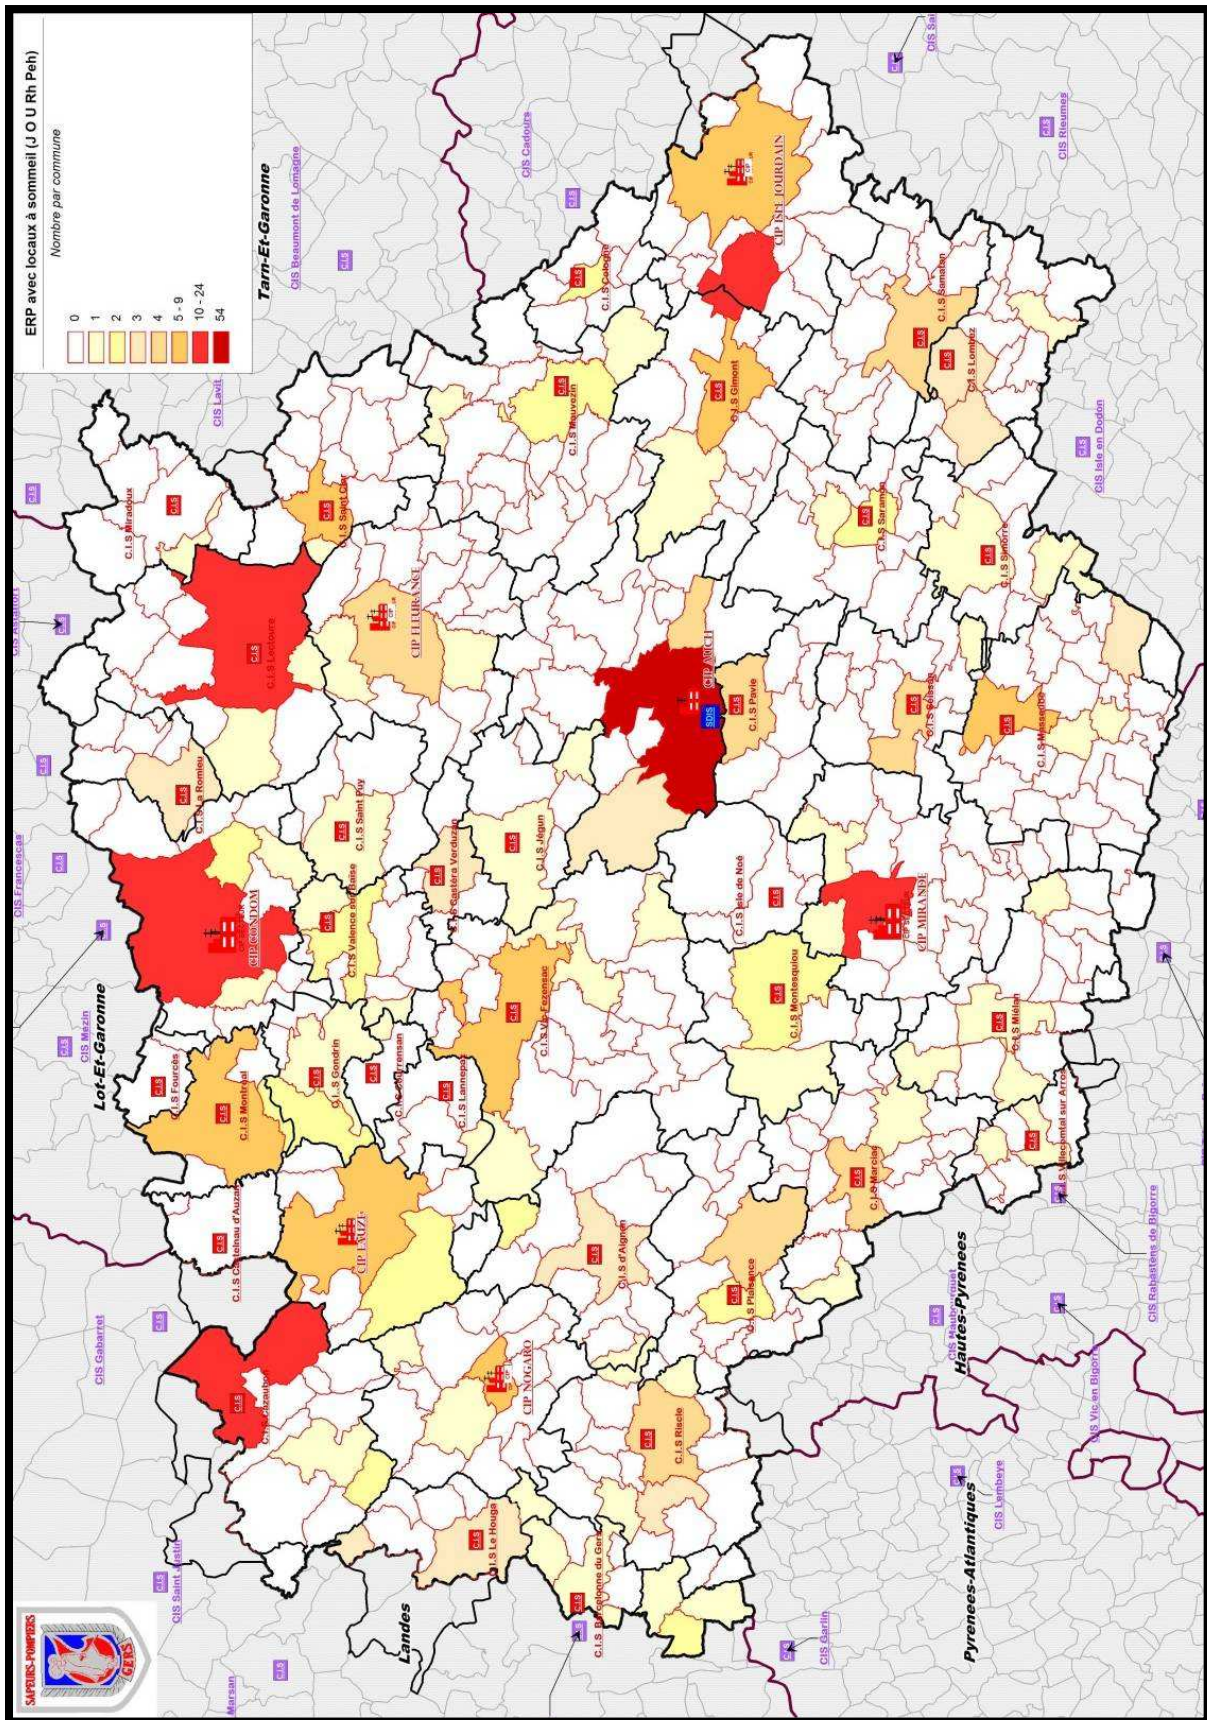 SAPEURS-POMPIERS
GERS
ERP avec locaux à sommeil (J O U Rh Peh)
Nombre par commune
0
1
2
3
4
5 - 9
10 - 24
54
Lot-Et-Garonne
Tarn-Et-Garonne
Landes
Pyrenees-Atlantiques
Hautes-Pyrenees
Marsan
CIS Saint Justin
CIS Gabarret
CIS Mézin
CIS Francescas
CIS Lavit
CIS Beaumont de Lomagne
CIS Cadours
CIS Rieumes
CIS Isle en Dodon
CIS Rabastens de Bigorre
CIS Vic en Bigorre
CIS Lembeye
CIS Garlin
C.I.S Castelnau d'Auzan
C.I.S Fourcès
C.I.S Montréal
CIP CONDOM
C.I.S La Romieu
C.I.S Lectoure
C.I.S Miradoux
C.I.S Saint Clar
CIP FLEURANCE
C.I.S Saint Puy
C.I.S Valence sur Baïse
C.I.S Castéra Verduzan
C.I.S Jégun
C.I.S Lannepax
C.I.S Vic-Fezensac
CIP EAUZE
CIP NOGARO
C.I.S Le Houga
C.I.S Barcelonne du Gers
C.I.S Riscle
C.I.S d'Aignan
C.I.S Plaisance
C.I.S Marciac
C.I.S Villecomtal sur Arros
C.I.S Miélan
C.I.S Montesquiou
C.I.S Isle de Noé
CIP MIRANDE
CIP AUCH
SDIS
C.I.S Pavie
C.I.S Seissan
C.I.S Masseube
C.I.S Simorre
C.I.S Saramon
C.I.S Gimont
C.I.S Mauvezin
C.I.S Cologne
CIP ISLE JOURDAIN
C.I.S Samatan
C.I.S Lombez